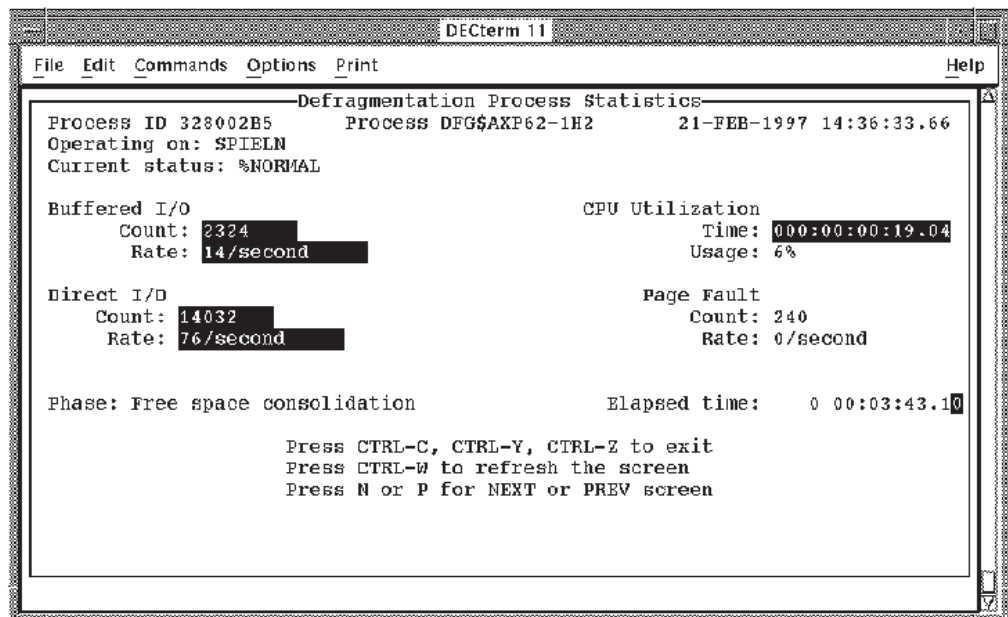 DECterm 11
File Edit Commands Options Print Help
Defragmentation Process Statistics
Process ID 328002B5 Process DFG$AXP62-1H2 21-FEB-1997 14:36:33.66
Operating on: SPIELN
Current status: %NORMAL
Buffered I/O CPU Utilization
Count: 2324 Time: 000:00:00:19.04
Rate: 14/second Usage: 6%
Direct I/O Page Fault
Count: 14032 Count: 240
Rate: 76/second Rate: 0/second
Phase: Free space consolidation Elapsed time: 0 00:03:43.10
Press CTRL-C, CTRL-Y, CTRL-Z to exit
Press CTRL-W to refresh the screen
Press N or P for NEXT or PREV screen